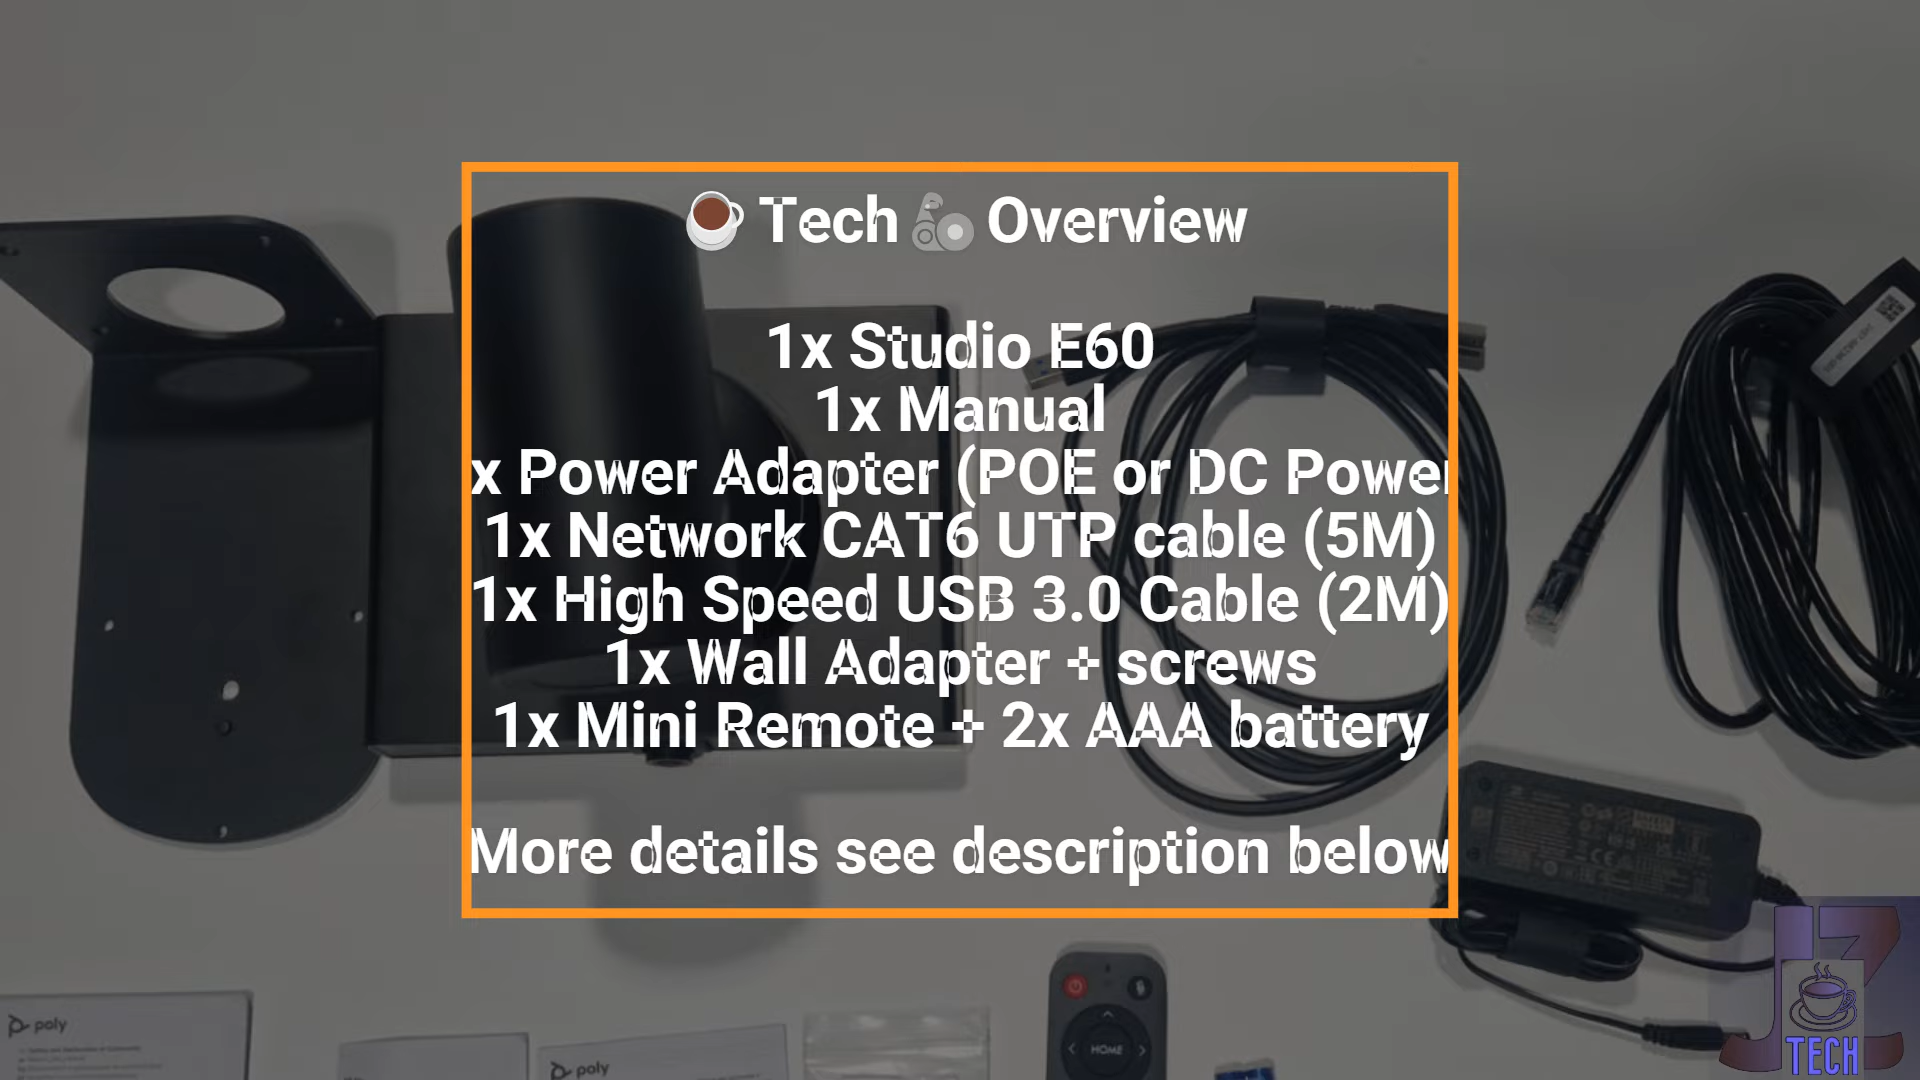 Tech Overview
1x Studio E60
1x Manual
x Power Adapter (POE or DC Power
1x Network CAT6 UTP cable (5M)
1x High Speed USB 3.0 Cable (2M)
1x Wall Adapter + screws
1x Mini Remote + 2x AAA battery
More details see description below
poly
poly
HOME
JZ
TECH